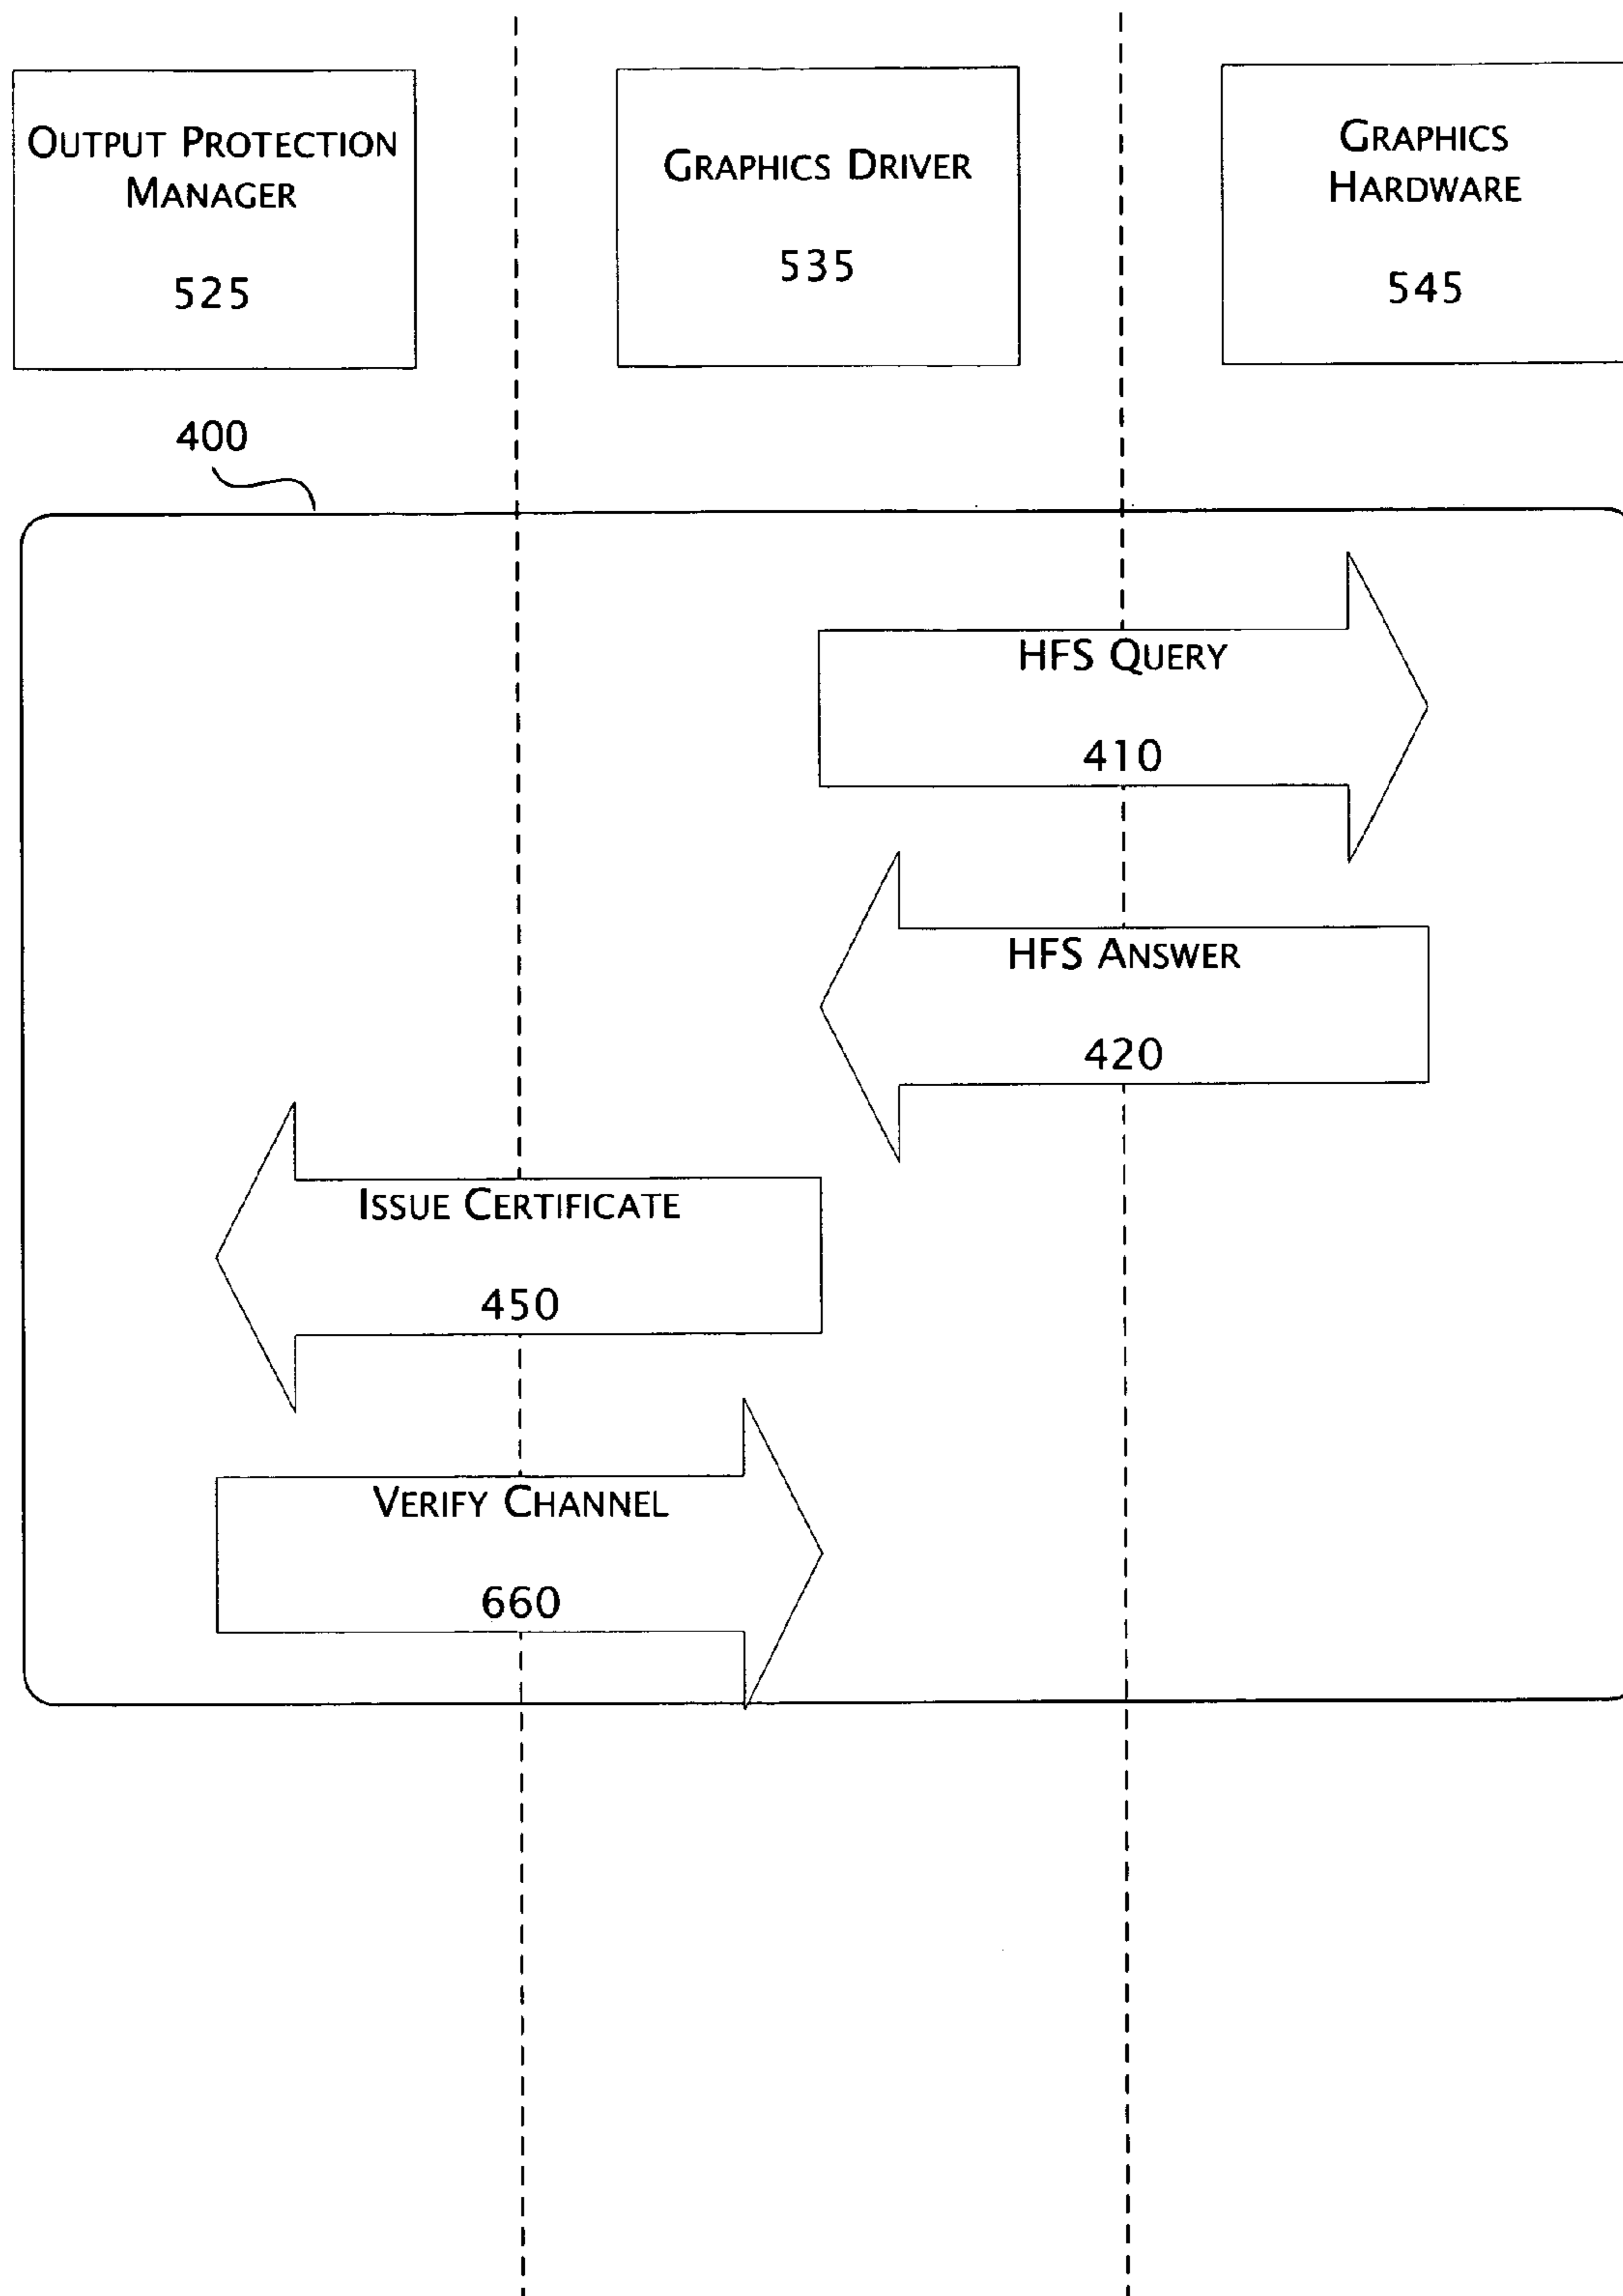 OUTPUT PROTECTION
MANAGER
525
GRAPHICS DRIVER
535
GRAPHICS
HARDWARE
545
400
HFS QUERY
410
HFS ANSWER
420
ISSUE CERTIFICATE
450
VERIFY CHANNEL
660